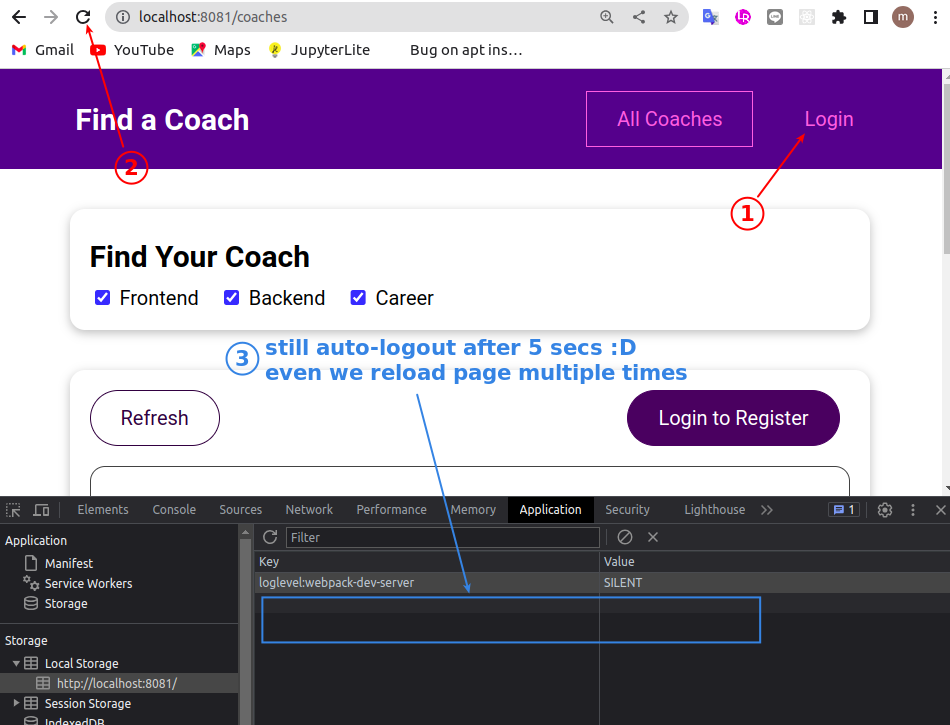 localhost:8081/coaches
m
Gmail YouTube Maps JupyterLite Bug on apt ins…
Find a Coach All Coaches Login
2
1
Find Your Coach
Frontend Backend Career
3 still auto-logout after 5 secs :D
even we reload page multiple times
Refresh Login to Register
Elements Console Sources Network Performance Memory Application Security Lighthouse 1
Application Filter
Manifest Key Value
Service Workers loglevel:webpack-dev-server SILENT
Storage
Storage
Local Storage
http://localhost:8081/
Session Storage
IndexedDB